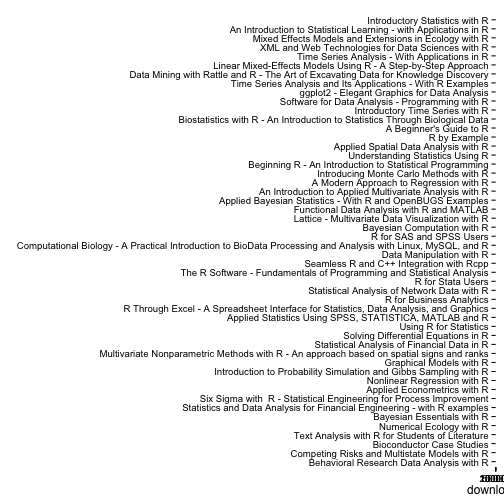 Introductory Statistics with R
An Introduction to Statistical Learning - with Applications in R
Mixed Effects Models and Extensions in Ecology with R
XML and Web Technologies for Data Sciences with R
Time Series Analysis - With Applications in R
Linear Mixed-Effects Models Using R - A Step-by-Step Approach
Data Mining with Rattle and R - The Art of Excavating Data for Knowledge Discovery
Time Series Analysis and Its Applications - With R Examples
ggplot2 - Elegant Graphics for Data Analysis
Software for Data Analysis - Programming with R
Introductory Time Series with R
Biostatistics with R - An Introduction to Statistics Through Biological Data
A Beginner's Guide to R
R by Example
Applied Spatial Data Analysis with R
Understanding Statistics Using R
Beginning R - An Introduction to Statistical Programming
Introducing Monte Carlo Methods with R
A Modern Approach to Regression with R
An Introduction to Applied Multivariate Analysis with R
Applied Bayesian Statistics - With R and OpenBUGS Examples
Functional Data Analysis with R and MATLAB
Lattice - Multivariate Data Visualization with R
Bayesian Computation with R
R for SAS and SPSS Users
Computational Biology - A Practical Introduction to BioData Processing and Analysis with Linux, MySQL, and R
Data Manipulation with R
Seamless R and C++ Integration with Rcpp
The R Software - Fundamentals of Programming and Statistical Analysis
R for Stata Users
Statistical Analysis of Network Data with R
R for Business Analytics
R Through Excel - A Spreadsheet Interface for Statistics, Data Analysis, and Graphics
Applied Statistics Using SPSS, STATISTICA, MATLAB and R
Using R for Statistics
Solving Differential Equations in R
Statistical Analysis of Financial Data in R
Multivariate Nonparametric Methods with R - An approach based on spatial signs and ranks
Graphical Models with R
Introduction to Probability Simulation and Gibbs Sampling with R
Nonlinear Regression with R
Applied Econometrics with R
Six Sigma with  R - Statistical Engineering for Process Improvement
Statistics and Data Analysis for Financial Engineering - with R examples
Bayesian Essentials with R
Numerical Ecology with R
Text Analysis with R for Students of Literature
Bioconductor Case Studies
Competing Risks and Multistate Models with R
Behavioral Research Data Analysis with R
downlo